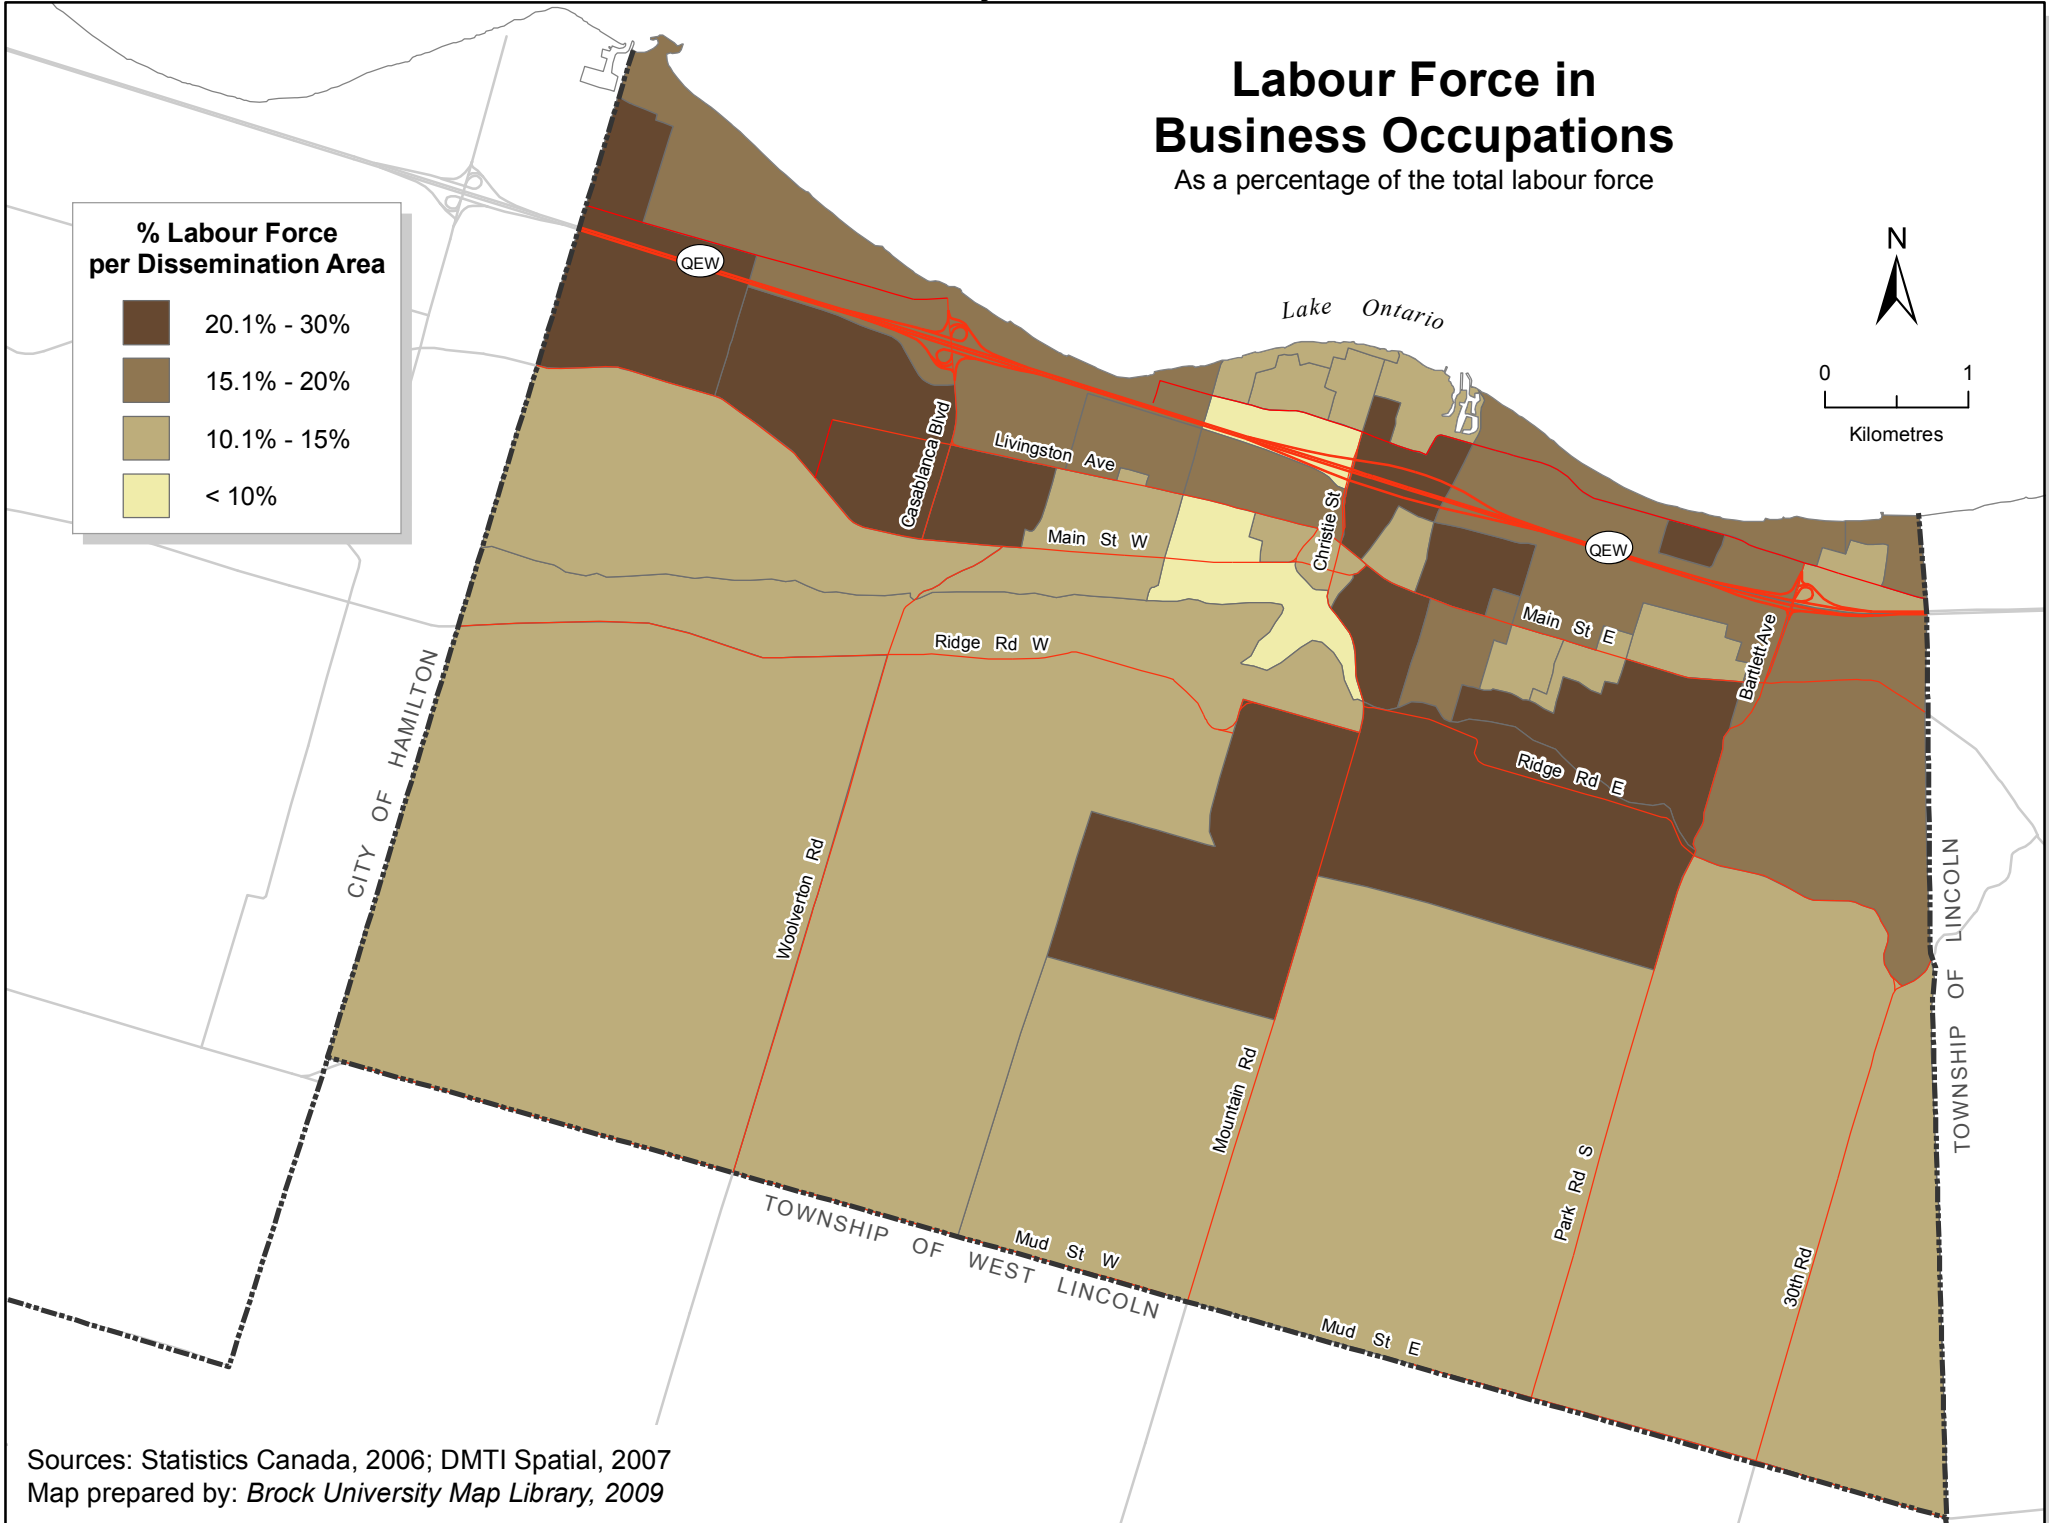 Labour Force in
Business Occupations
As a percentage of the total labour force
% Labour Force
per Dissemination Area
20.1% - 30%
15.1% - 20%
10.1% - 15%
< 10%
N
0 1
Kilometres
Lake Ontario
QEW
QEW
Casablanca Blvd
Livingston Ave
Main St W
Christie St
Main St E
Bartlett Ave
Ridge Rd W
Ridge Rd E
Woolverton Rd
Mountain Rd
Park Rd S
30th Rd
Mud St W
Mud St E
CITY OF HAMILTON
TOWNSHIP OF WEST LINCOLN
TOWNSHIP OF LINCOLN
Sources: Statistics Canada, 2006; DMTI Spatial, 2007
Map prepared by: Brock University Map Library, 2009